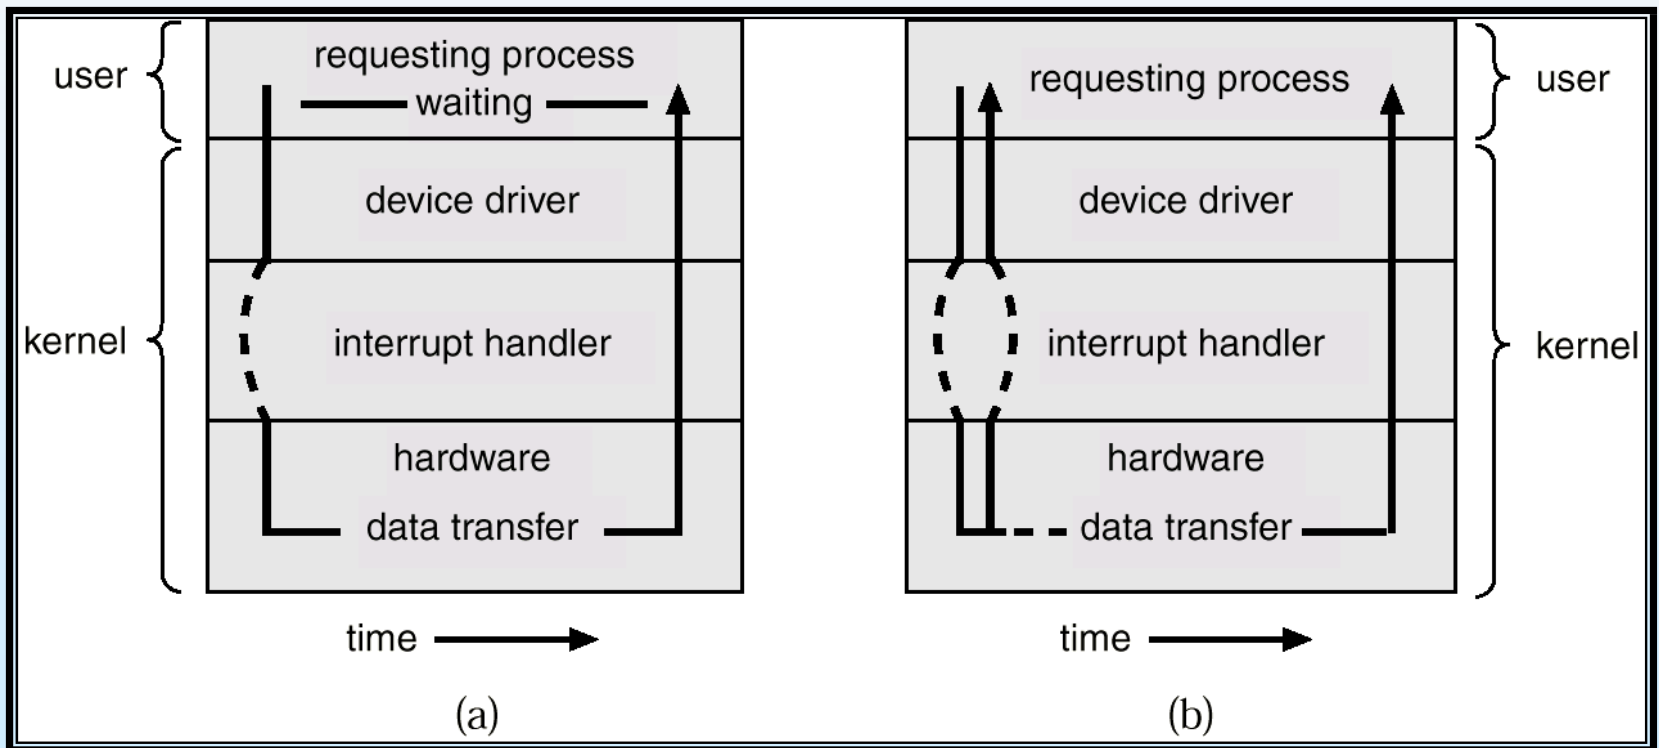 user
requesting process
waiting
device driver
kernel
interrupt handler
hardware
data transfer
time
(a)
requesting process
user
device driver
interrupt handler
kernel
hardware
data transfer
time
(b)